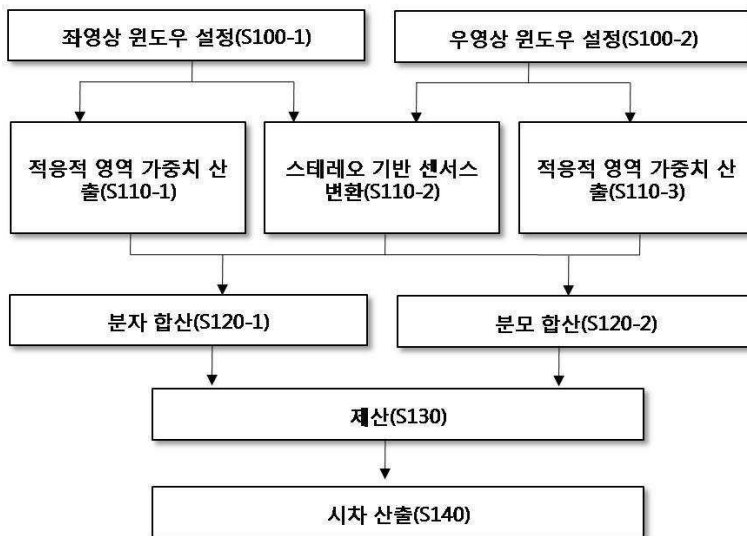 좌영상 윈도우 설정(S100-1)
우영상 윈도우 설정(S100-2)
적응적 영역 가중치 산
출(S110-1)
스테레오 기반 센서스
변환(S110-2)
적응적 영역 가중치 산
출(S110-3)
분자 합산(S120-1)
분모 합산(S120-2)
제산(S130)
시차 산출(S140)